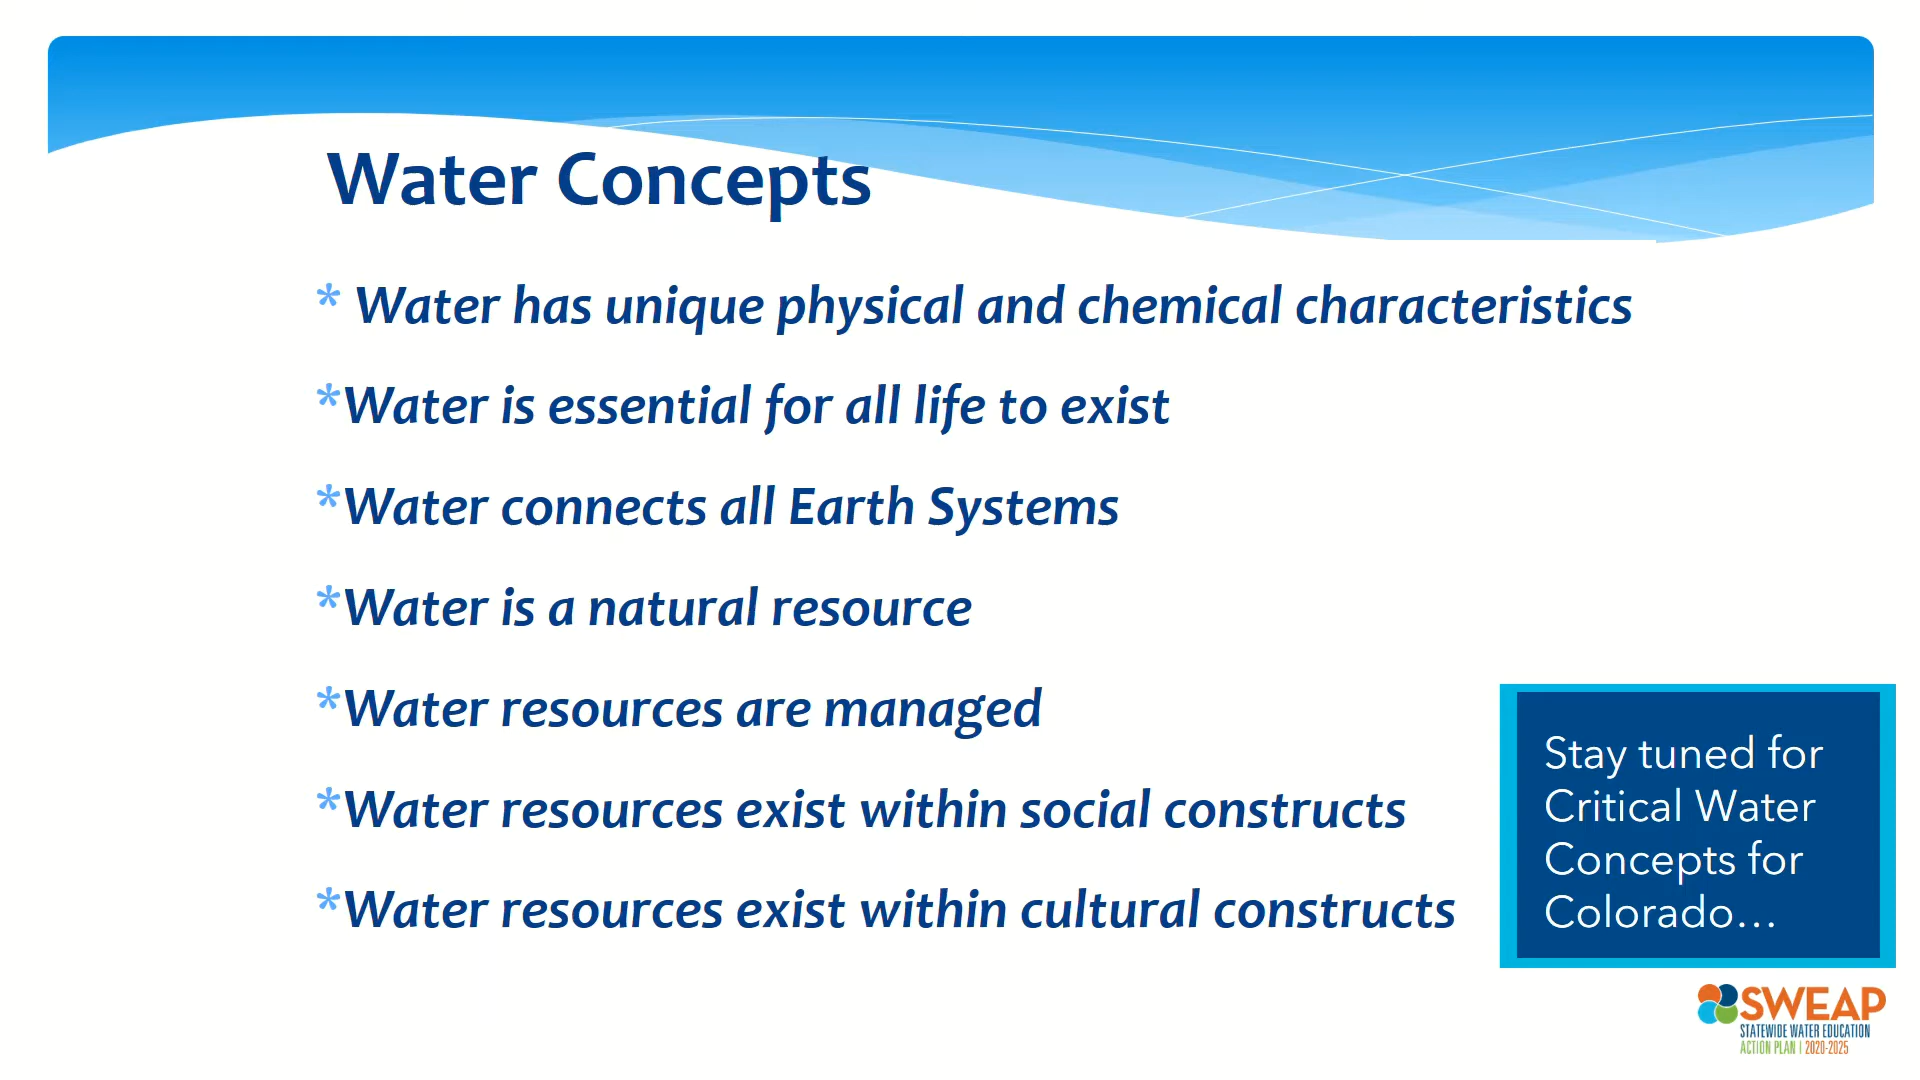 Water Concepts
* Water has unique physical and chemical characteristics
*Water is essential for all life to exist
*Water connects all Earth Systems
*Water is a natural resource
*Water resources are managed
*Water resources exist within social constructs
*Water resources exist within cultural constructs
Stay tuned for
Critical Water
Concepts for
Colorado...
SWEAP
STATEWIDE WATER EDUCATION
ACTION PLAN | 2020-2025